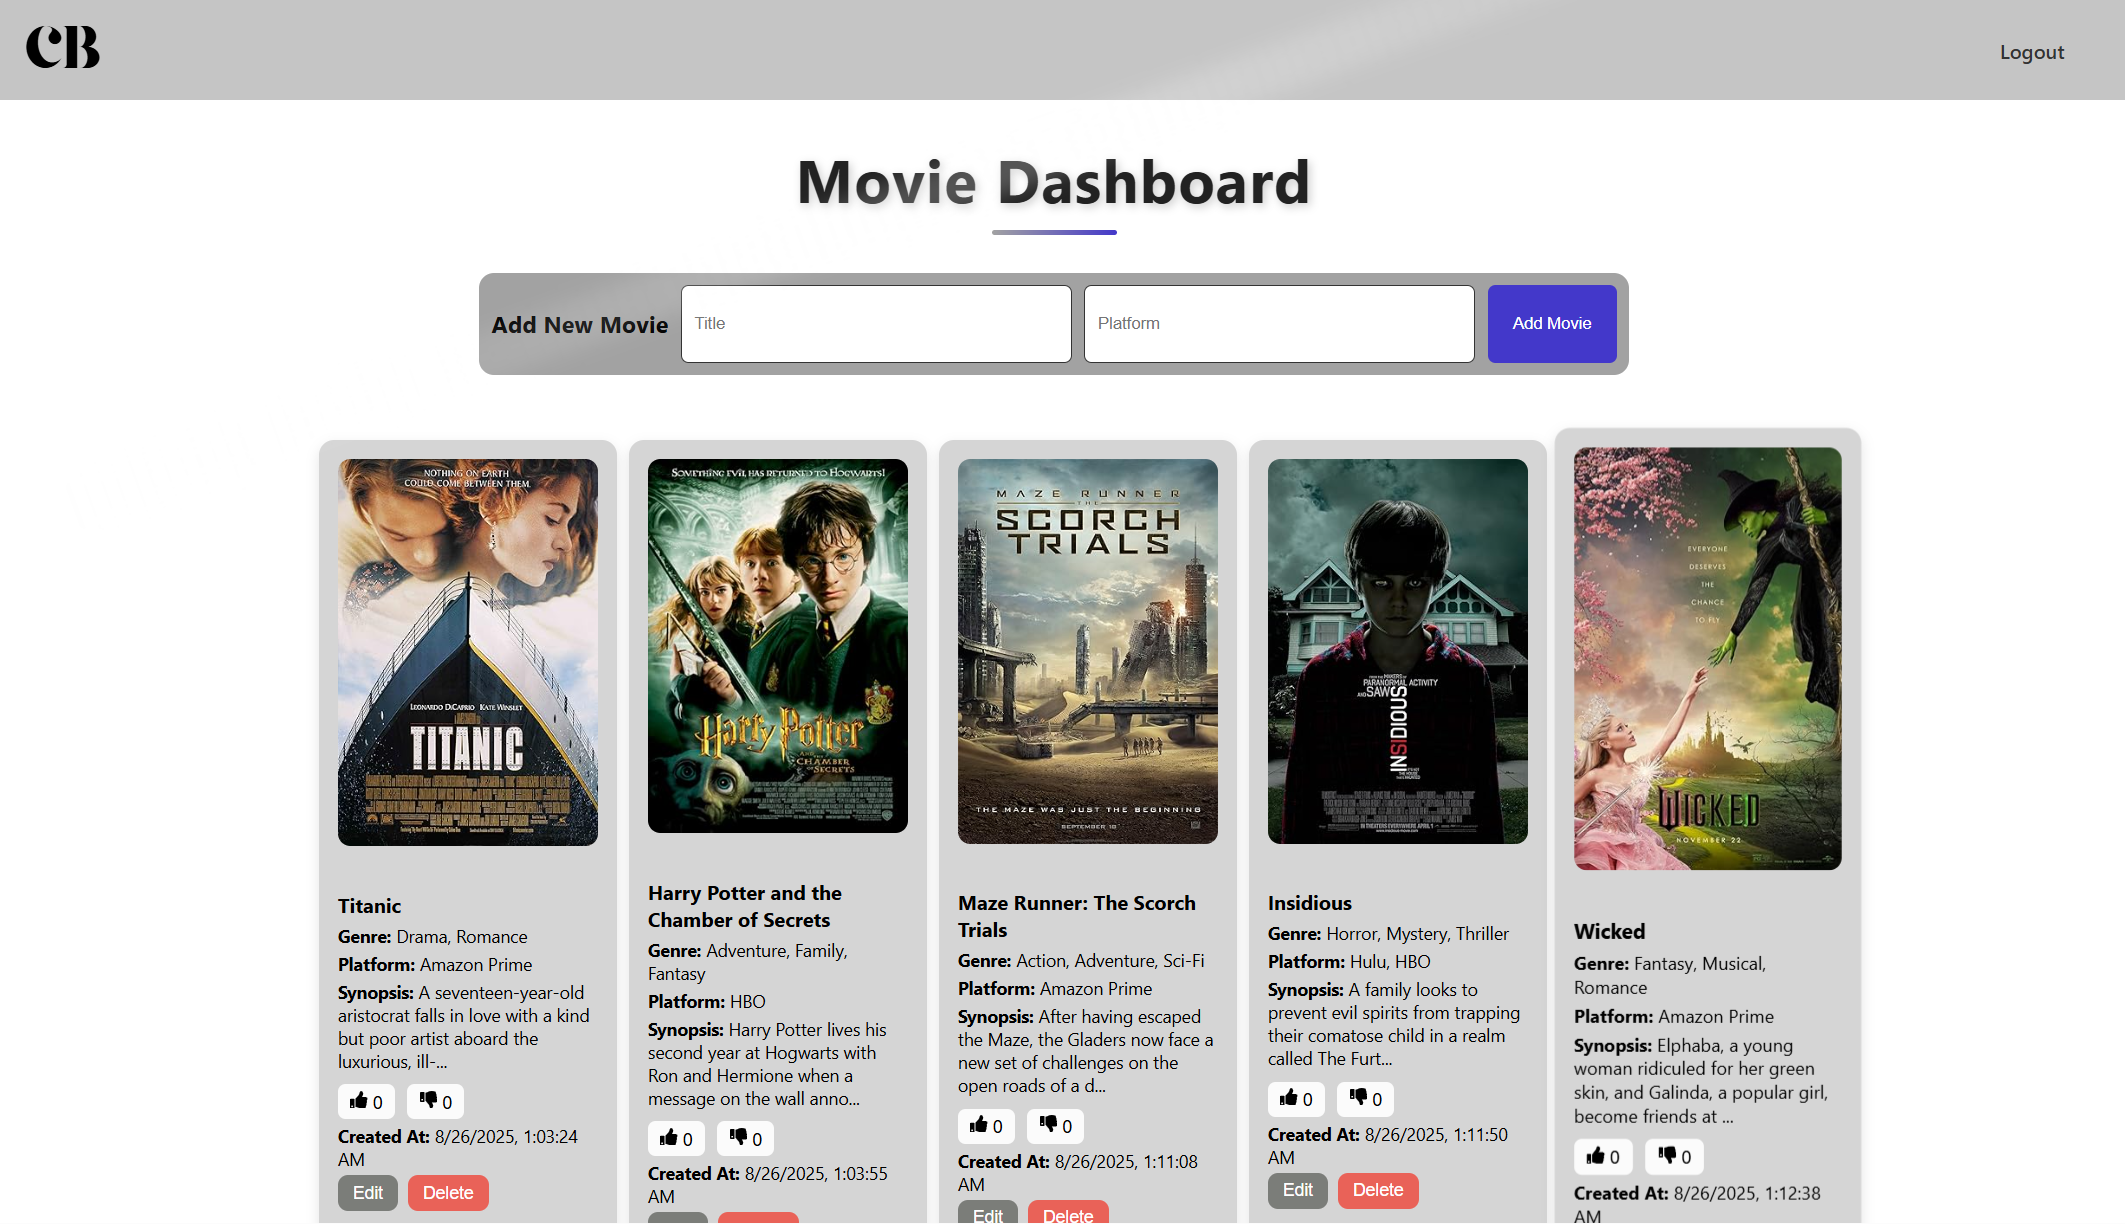 CB
Logout
Movie Dashboard
Add New Movie
Title
Platform
Add Movie
NOTHING ON EARTH
COULD COME BETWEEN THEM.
LEONARDO DICAPRIO KATE WINSLET
TITANIC
Titanic
Genre: Drama, Romance
Platform: Amazon Prime
Synopsis: A seventeen-year-old
aristocrat falls in love with a kind
but poor artist aboard the
luxurious, ill-...
0
0
Created At: 8/26/2025, 1:03:24
AM
Edit
Delete
SOMETHING EVIL HAS RETURNED TO HOGWARTS!
Harry Potter
AND THE
CHAMBER OF
SECRETS
Harry Potter and the
Chamber of Secrets
Genre: Adventure, Family,
Fantasy
Platform: HBO
Synopsis: Harry Potter lives his
second year at Hogwarts with
Ron and Hermione when a
message on the wall anno...
0
0
Created At: 8/26/2025, 1:03:55
AM
MAZE RUNNER
THE
SCORCH
TRIALS
THE MAZE WAS JUST THE BEGINNING
SEPTEMBER 18
Maze Runner: The Scorch
Trials
Genre: Action, Adventure, Sci-Fi
Platform: Amazon Prime
Synopsis: After having escaped
the Maze, the Gladers now face a
new set of challenges on the
open roads of a d...
0
0
Created At: 8/26/2025, 1:11:08
AM
Edit
Delete
FROM THE MAKERS OF
PARANORMAL ACTIVITY
AND SAW
INSIDIOUS
IN THEATERS EVERYWHERE APRIL 1
Insidious
Genre: Horror, Mystery, Thriller
Platform: Hulu, HBO
Synopsis: A family looks to
prevent evil spirits from trapping
their comatose child in a realm
called The Furt...
0
0
Created At: 8/26/2025, 1:11:50
AM
Edit
Delete
EVERYONE
DESERVES
THE
CHANCE
TO FLY
WICKED
NOVEMBER 22
Wicked
Genre: Fantasy, Musical,
Romance
Platform: Amazon Prime
Synopsis: Elphaba, a young
woman ridiculed for her green
skin, and Galinda, a popular girl,
become friends at ...
0
0
Created At: 8/26/2025, 1:12:38
AM